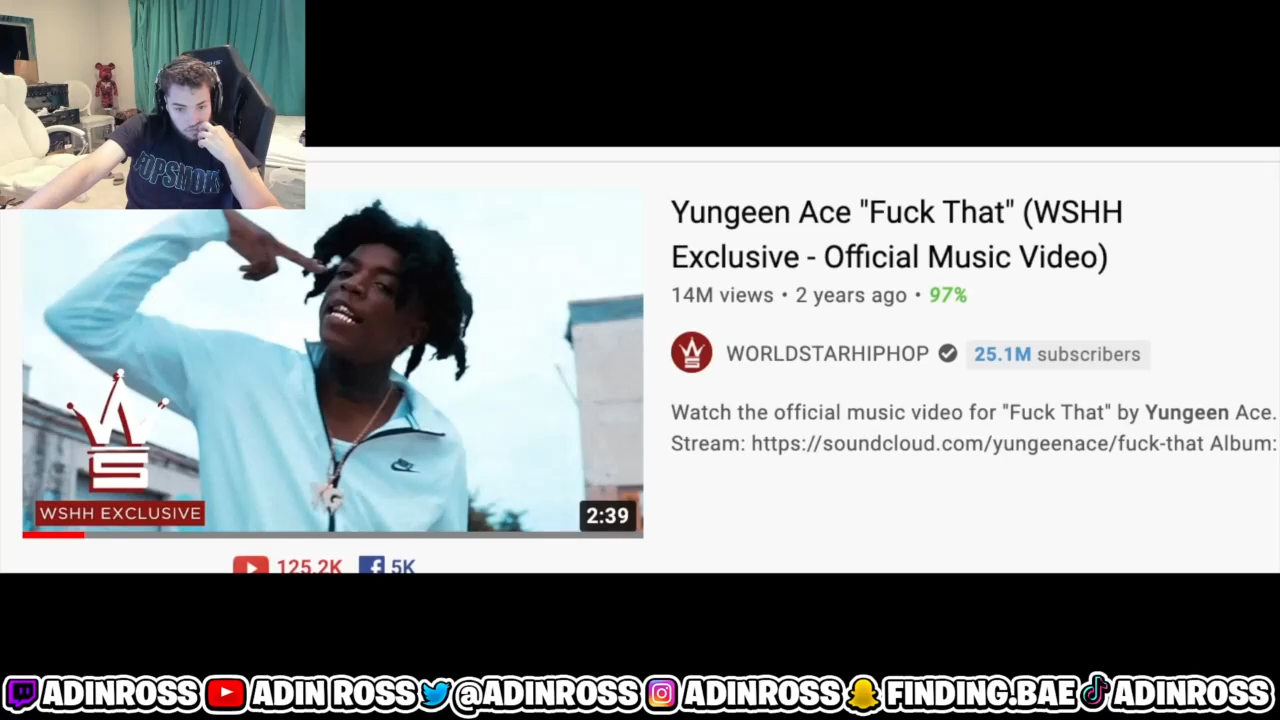 POPSMOKE
Yungeen Ace "Fuck That" (WSHH
Exclusive - Official Music Video)
14M views • 2 years ago • 97%
WORLDSTARHIPHOP 25.1M subscribers
Watch the official music video for "Fuck That" by Yungeen Ace.
Stream: https://soundcloud.com/yungeenace/fuck-that Album:
WS
WSHH EXCLUSIVE
2:39
125.2K 5K
ADINROSS ADIN ROSS @ADINROSS ADINROSS FINDING.BAE ADINROSS